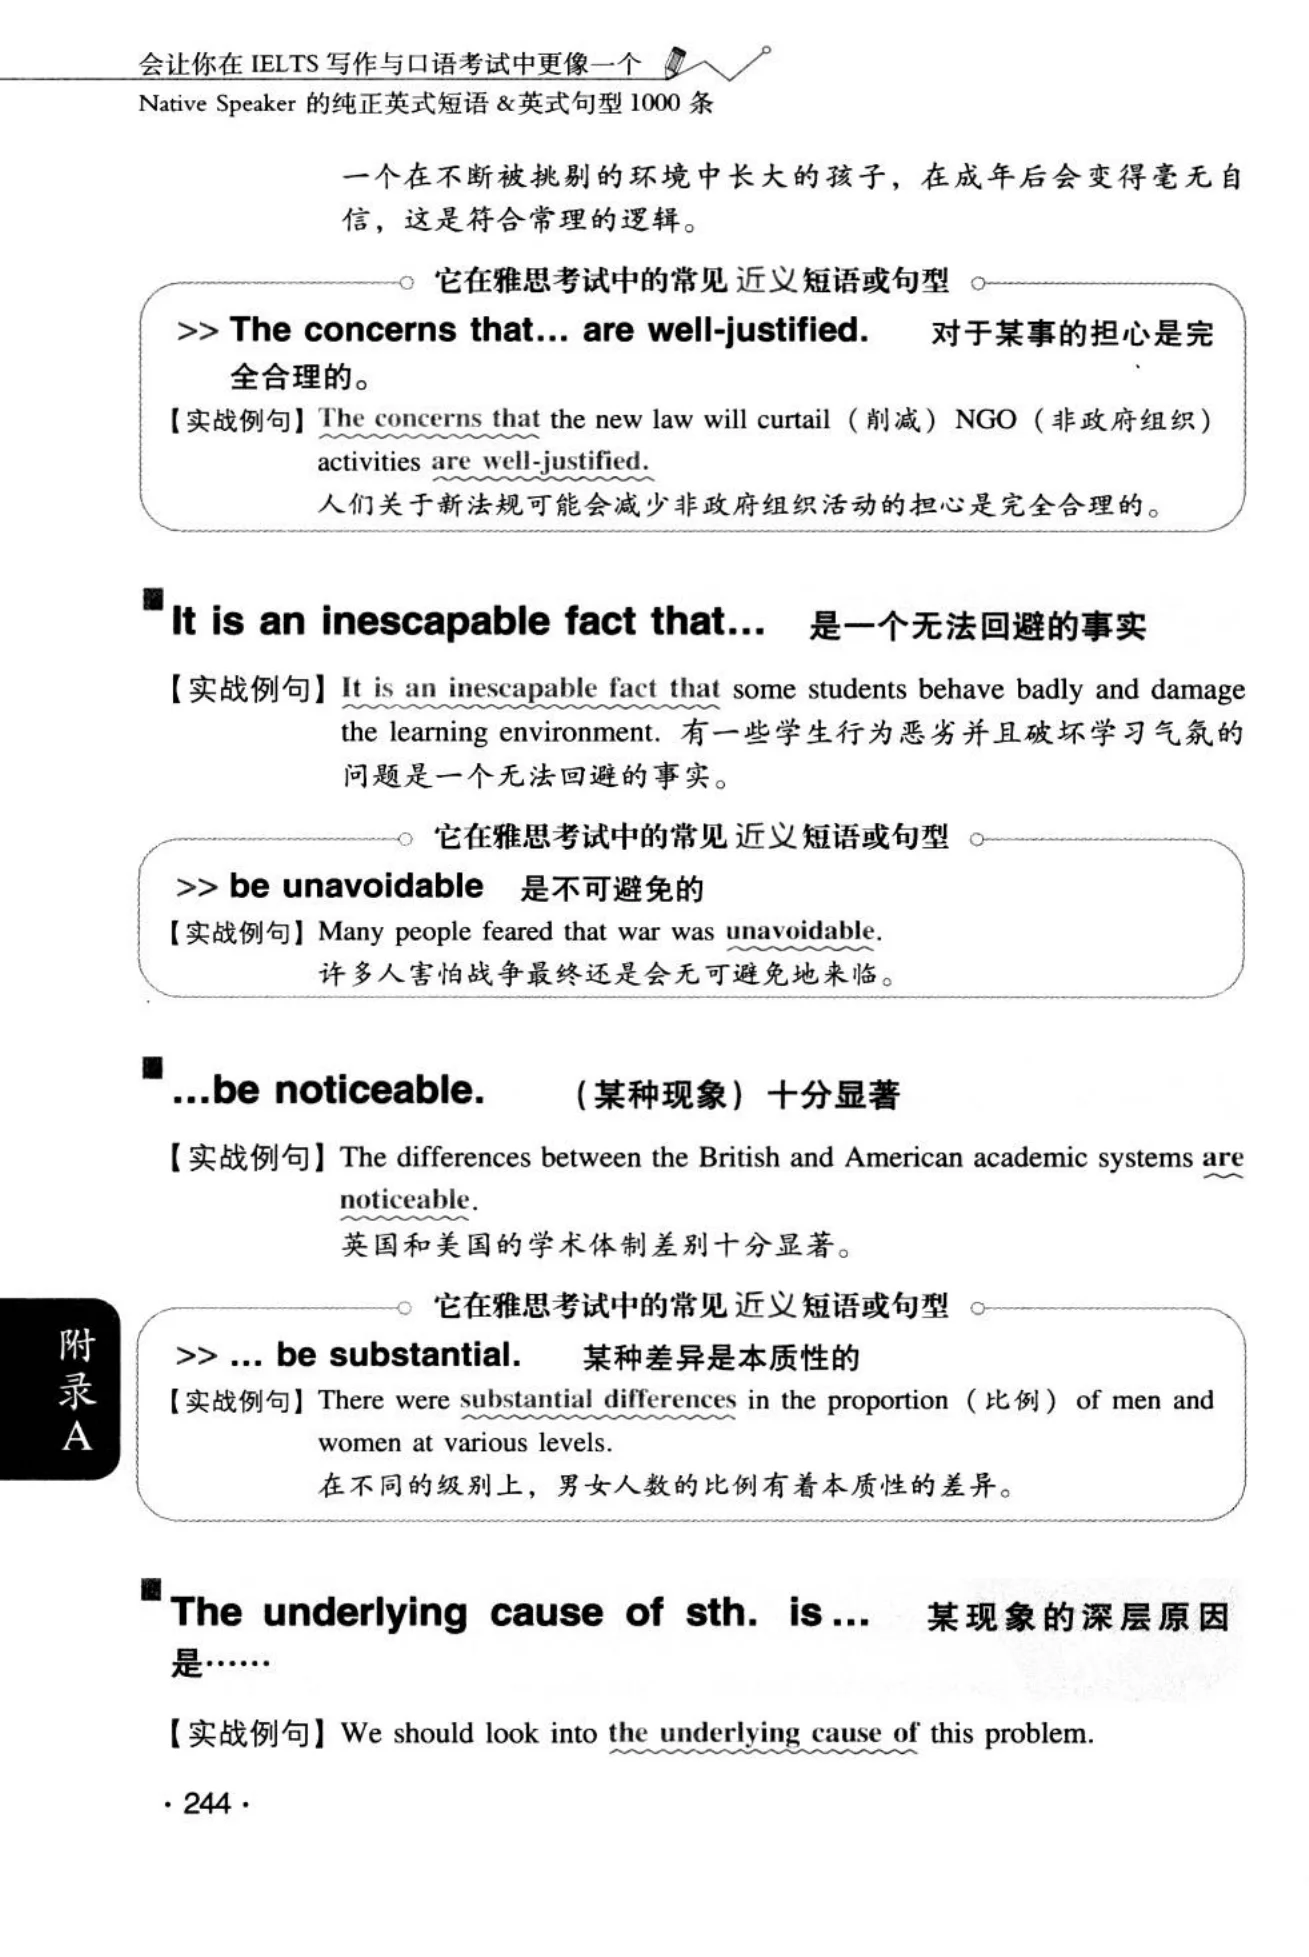 会让你在 IELTS 写作与口语考试中更像一个
Native Speaker 的纯正英式短语 &英式句型 1000 条
一个在不断被挑剔的环境中长大的孩子，在成年后会变得毫无自
信，这是符合常理的逻辑。
它在雅思考试中的常见 近义 短语或句型
>> The concerns that... are well-justified. 对于某事的担心是完
全合理的。
【实战例句】The concerns that the new law will curtail（削减）NGO（非政府组织）
activities are well-justified.
人们关于新法规可能会减少非政府组织活动的担心是完全合理的。
It is an inescapable fact that... 是一个无法回避的事实
【实战例句】It is an inescapable fact that some students behave badly and damage
the learning environment. 有一些学生行为恶劣并且破坏学习气氛的
问题是一个无法回避的事实。
它在雅思考试中的常见 近义 短语或句型
>> be unavoidable 是不可避免的
【实战例句】Many people feared that war was unavoidable.
许多人害怕战争最终还是会无可避免地来临。
...be noticeable. （某种现象）十分显著
【实战例句】The differences between the British and American academic systems are
noticeable.
英国和美国的学术体制差别十分显著。
它在雅思考试中的常见 近义 短语或句型
>> ... be substantial. 某种差异是本质性的
【实战例句】There were substantial differences in the proportion（比例）of men and
women at various levels.
在不同的级别上，男女人数的比例有着本质性的差异。
附录A
The underlying cause of sth. is ... 某现象的深层原因
是……
【实战例句】We should look into the underlying cause of this problem.
· 244 ·